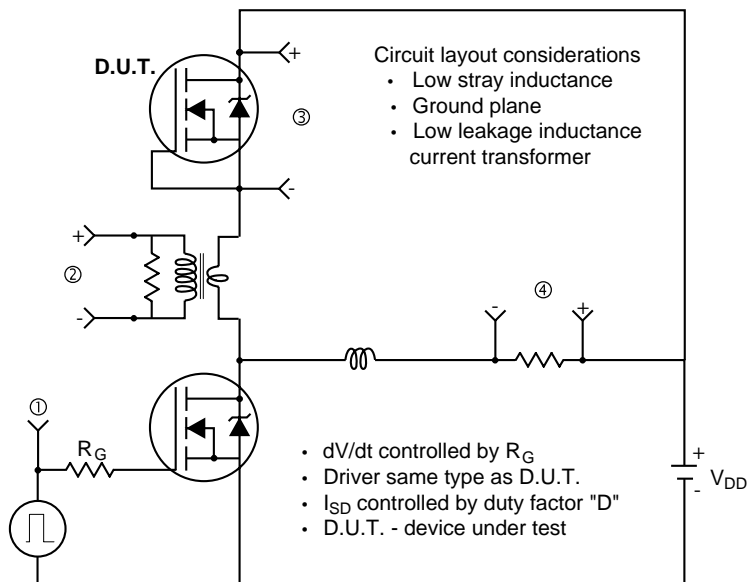 D.U.T.
+
Circuit layout considerations
• Low stray inductance
• Ground plane
• Low leakage inductance
current transformer
③
-
+
②
-
④
-
+
①
R_G
• dV/dt controlled by R_G
• Driver same type as D.U.T.
• I_SD controlled by duty factor "D"
• D.U.T. - device under test
+
V_DD
-